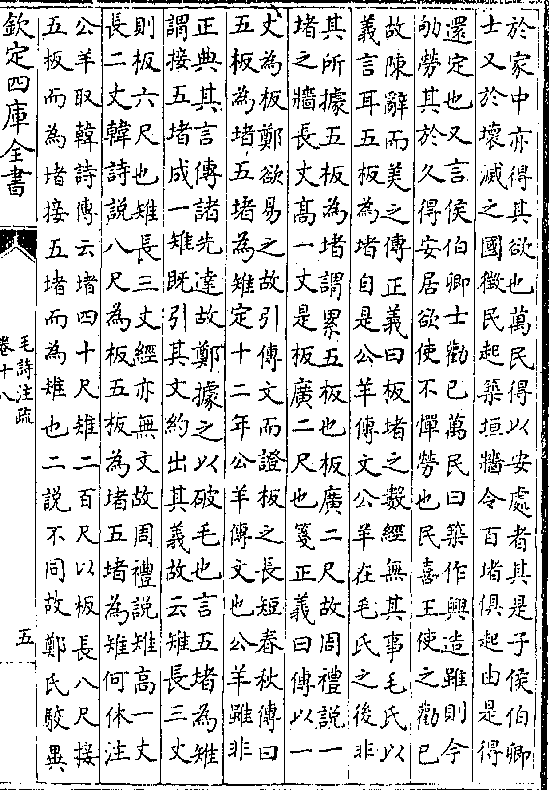 於家中亦得其欲也萬民得以安處者其是子侯伯卿
士又於壞滅之國徵民起築垣牆令百堵俱起由是得
還定也又言侯伯卿士勸己萬民曰築作興造雖則今
劬勞其於久得安居欲使不憚勞也民喜王使之勸己
故陳辭而美之傳正義曰板堵之數經無其事毛氏以
義言耳五板為堵自是公羊傳文公羊在毛氏之後非
其所據五板為堵謂累五板也板廣二尺故周禮說一
堵之牆長丈髙一丈是板廣二尺也箋正義曰傳以一
丈為板鄭欲易之故引傳文而證板之長短春秋傳曰
五板為堵五堵為雉定十二年公羊傳文也公羊雖非
正典其言傳諸先達故鄭據之以破毛也言五堵為雉
謂接五堵成一雉既引其文約出其義故云雉長三丈
則板六尺也雉長三丈經亦無文故周禮說雉高一丈
長二丈韓詩說八尺為板五板為堵五堵為雉何休注
公羊取韓詩傳云堵四十尺雉二百尺以板長八尺接
五板而為堵接五堵而為雉也二說不同故鄭氏駮異
欽定四庫全書
毛詩注疏
卷十八
五